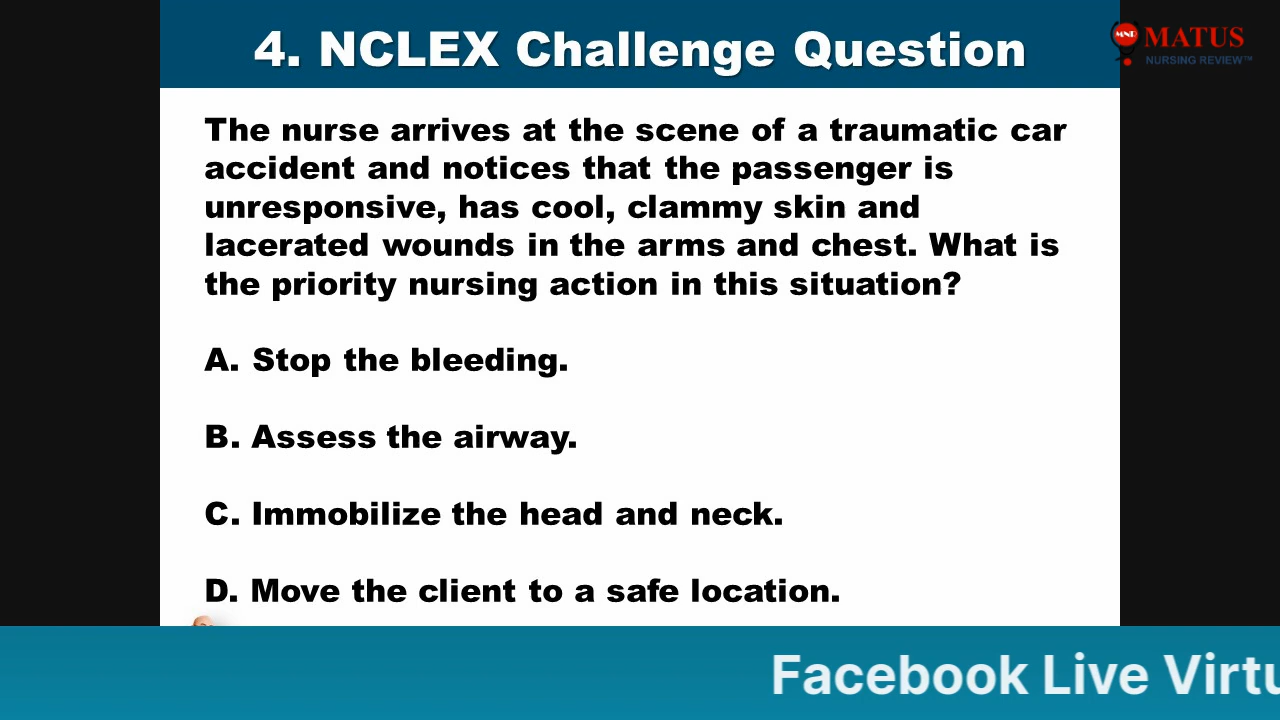 4. NCLEX Challenge Question
MNR MATUS
NURSING REVIEW™
The nurse arrives at the scene of a traumatic car
accident and notices that the passenger is
unresponsive, has cool, clammy skin and
lacerated wounds in the arms and chest. What is
the priority nursing action in this situation?
A. Stop the bleeding.
B. Assess the airway.
C. Immobilize the head and neck.
D. Move the client to a safe location.
Facebook Live Virtu